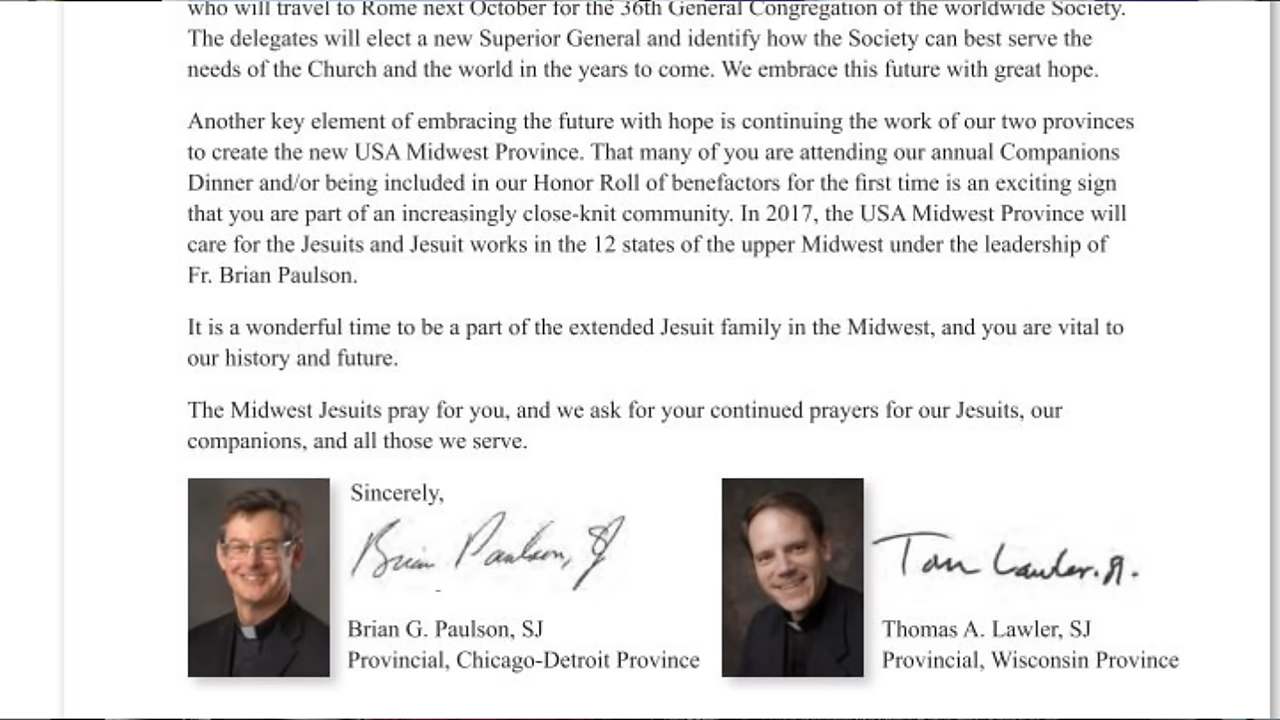 who will travel to Rome next October for the 36th General Congregation of the worldwide Society.
The delegates will elect a new Superior General and identify how the Society can best serve the
needs of the Church and the world in the years to come. We embrace this future with great hope.
Another key element of embracing the future with hope is continuing the work of our two provinces
to create the new USA Midwest Province. That many of you are attending our annual Companions
Dinner and/or being included in our Honor Roll of benefactors for the first time is an exciting sign
that you are part of an increasingly close-knit community. In 2017, the USA Midwest Province will
care for the Jesuits and Jesuit works in the 12 states of the upper Midwest under the leadership of
Fr. Brian Paulson.
It is a wonderful time to be a part of the extended Jesuit family in the Midwest, and you are vital to
our history and future.
The Midwest Jesuits pray for you, and we ask for your continued prayers for our Jesuits, our
companions, and all those we serve.
Sincerely,
Brian Paulson, SJ
Brian G. Paulson, SJ
Provincial, Chicago-Detroit Province
Tom Lawler, SJ.
Thomas A. Lawler, SJ
Provincial, Wisconsin Province